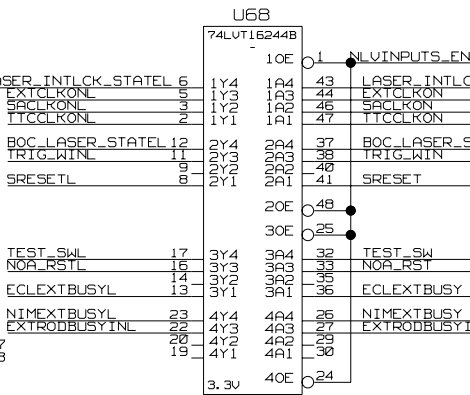 U68
74LVT16244B
-
1OE 1 NLVINPUTS_EN
ASER_INTLCK_STATEL 6 1Y4 1A4 43 LASER_INTLC
EXTCLKONL 5 1Y3 1A3 44 EXTCLKON
SACLKONL 3 1Y2 1A2 46 SACLKON
TTCCLKONL 2 1Y1 1A1 47 TTCCLKON
BOC_LASER_STATEL 12 2Y4 2A4 37 BOC_LASER_S
TRIG_WINL 11 2Y3 2A3 38 TRIG_WIN
9 2Y2 2A2 40
SRESETL 8 2Y1 2A1 41 SRESET
2OE 48
3OE 25
TEST_SWL 17 3Y4 3A4 32 TEST_SW
NOA_RSTL 16 3Y3 3A3 33 NOA_RST
14 3Y2 3A2 35
ECLEXTBUSYL 13 3Y1 3A1 36 ECLEXTBUSY
NIMEXTBUSYL 23 4Y4 4A4 26 NIMEXTBUSY
EXTRODBUSYINL 22 4Y3 4A3 27 EXTRODBUSYI
20 4Y2 4A2 29
19 4Y1 4A1 30
4OE 24
3.3V